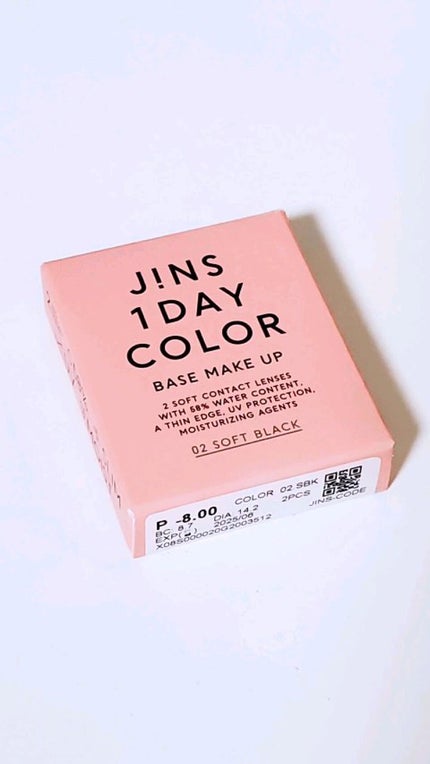 J!NS
1DAY
COLOR
BASE MAKE UP
2 SOFT CONTACT LENSES
WITH 58% WATER CONTENT,
A THIN EDGE, UV PROTECTION,
MOISTURIZING AGENTS
02 SOFT BLACK
P -8.00 COLOR 02 SBK
BC. 8.7 DIA. 14.2 2PCS
EXP( ) 2025/06 JINS-CODE
X08S000020G2003512